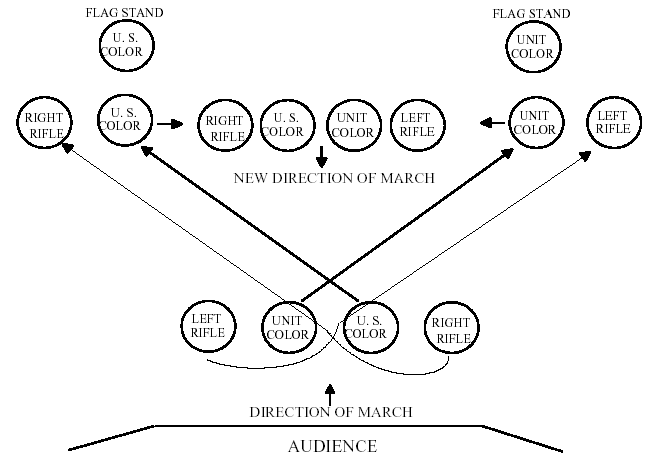 FLAG STAND
FLAG STAND
U. S.
COLOR
UNIT
COLOR
RIGHT
RIFLE
U. S.
COLOR
RIGHT
RIFLE
U. S.
COLOR
UNIT
COLOR
LEFT
RIFLE
UNIT
COLOR
LEFT
RIFLE
NEW DIRECTION OF MARCH
LEFT
RIFLE
UNIT
COLOR
U. S.
COLOR
RIGHT
RIFLE
DIRECTION OF MARCH
AUDIENCE